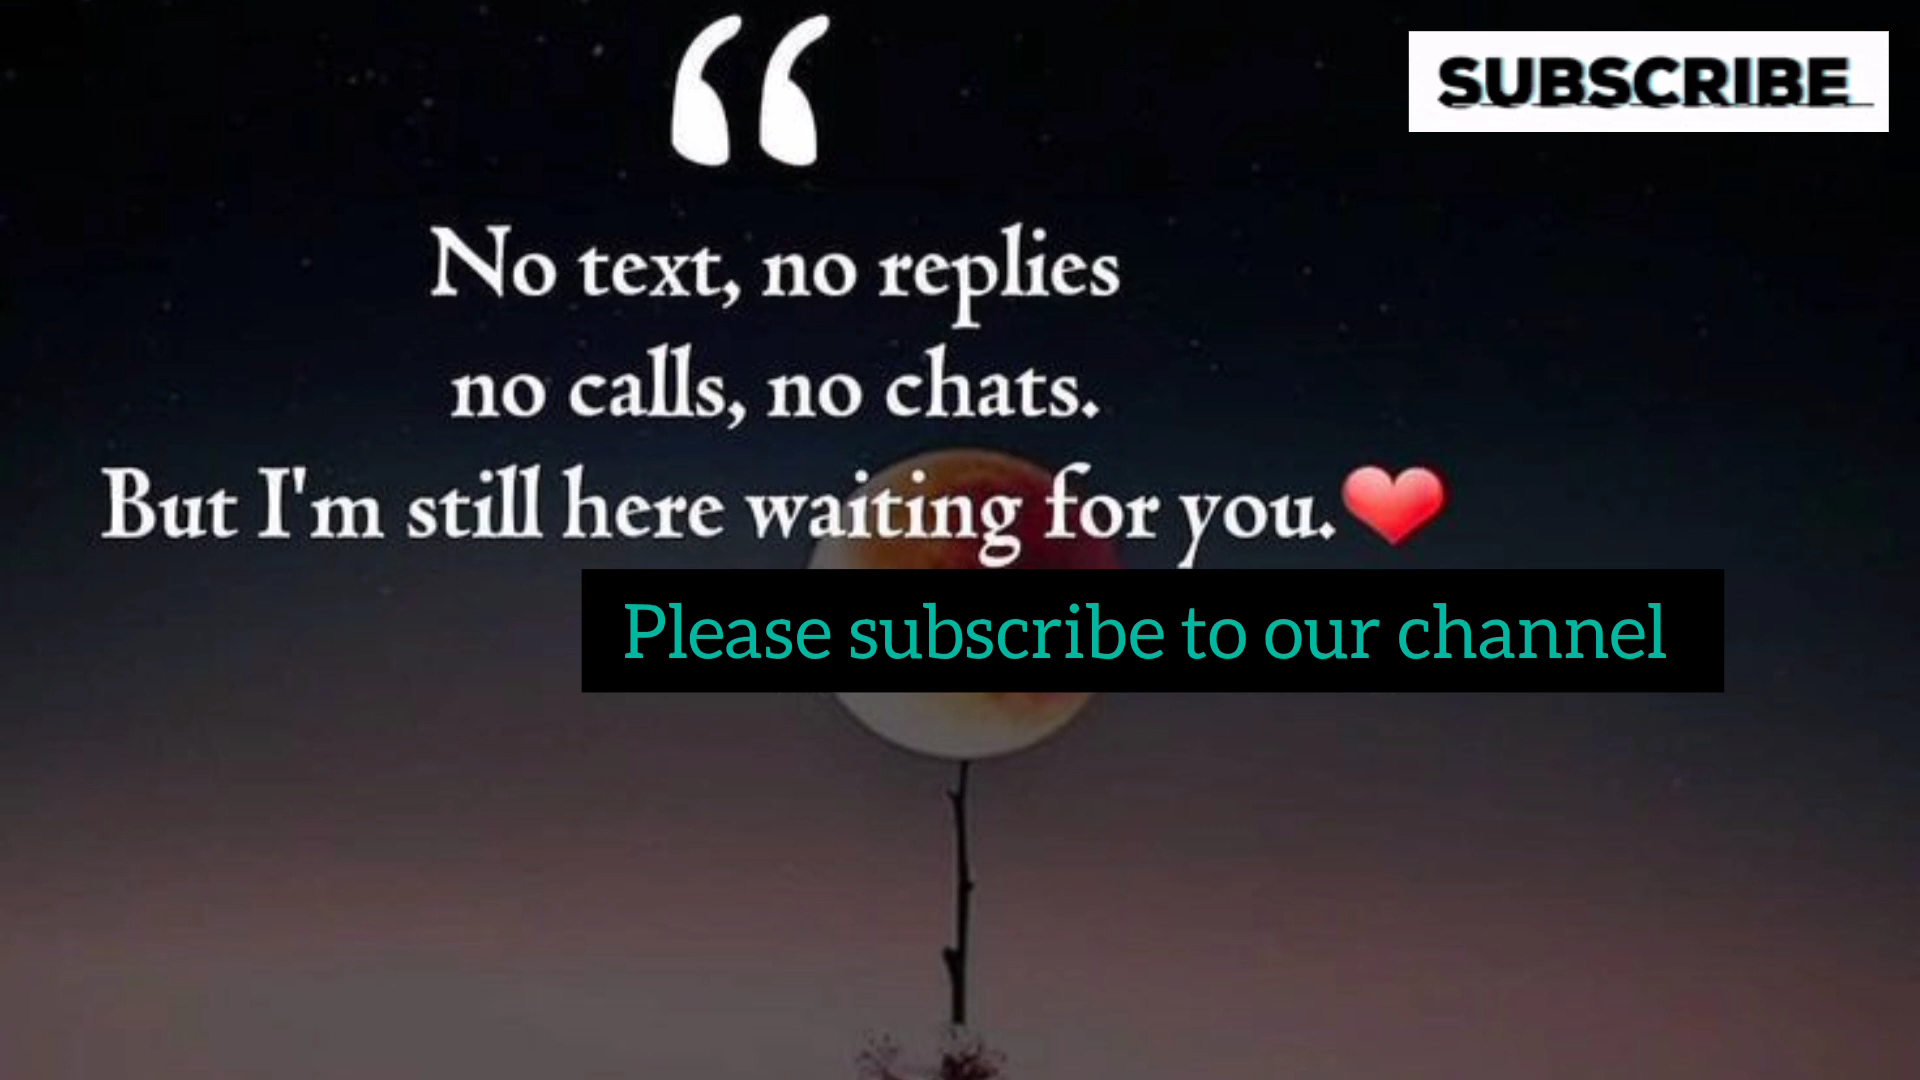 SUBSCRIBE
“
No text, no replies
no calls, no chats.
But I'm still here waiting for you.❤️
Please subscribe to our channel